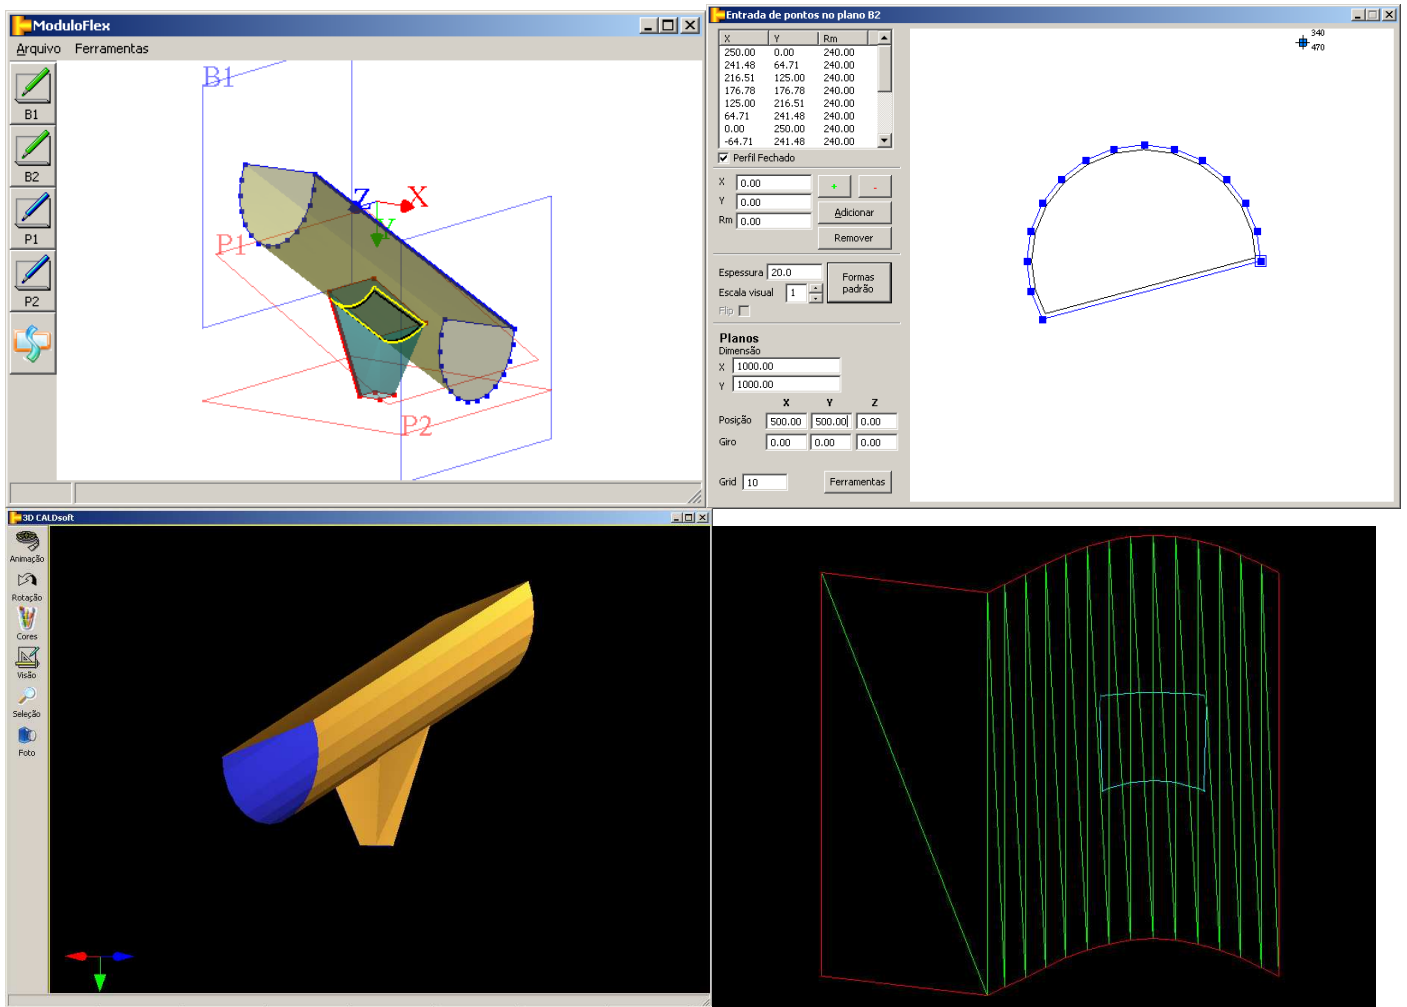 ModuloFlex
Arquivo Ferramentas
B1
B2
P1
P2
B1
Z
X
Y
P1
P2
Entrada de pontos no plano B2
X Y Rm
250.00 0.00 240.00
241.48 64.71 240.00
216.51 125.00 240.00
176.78 176.78 240.00
125.00 216.51 240.00
64.71 241.48 240.00
0.00 250.00 240.00
-64.71 241.48 240.00
Perfil Fechado
X 0.00 + -
Y 0.00 Adicionar
Rm 0.00 Remover
Espessura 20.0 Formas padrão
Escala visual 1
Flip
Planos
Dimensão
X 1000.00
Y 1000.00
X Y Z
Posição 500.00 500.00 0.00
Giro 0.00 0.00 0.00
Grid 10 Ferramentas
340
470
3D CALDsoft
Animação
Rotação
Cores
Visão
Seleção
Foto